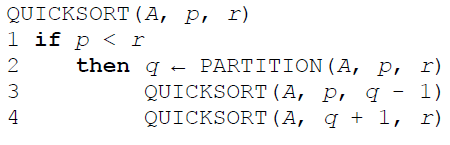 QUICKSORT(A, p, r)
1 if p < r
2 then q ← PARTITION(A, p, r)
3 QUICKSORT(A, p, q - 1)
4 QUICKSORT(A, q + 1, r)